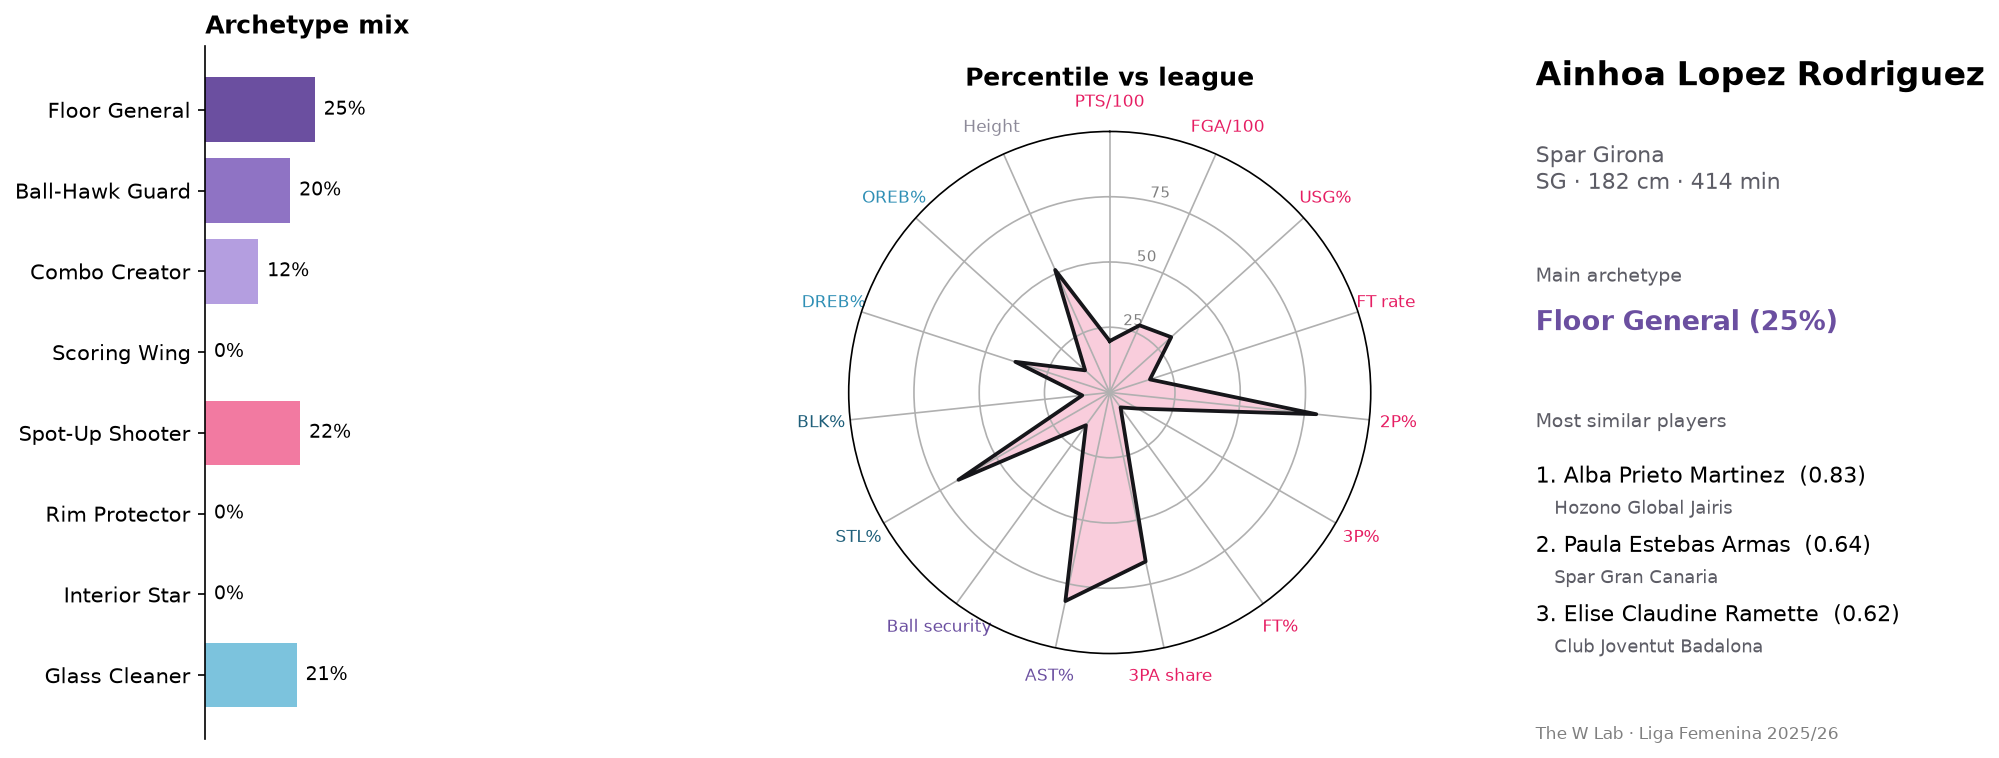 Archetype mix
Floor General
25%
Ball-Hawk Guard
20%
Combo Creator
12%
Scoring Wing
0%
Spot-Up Shooter
22%
Rim Protector
0%
Interior Star
0%
Glass Cleaner
21%
Percentile vs league
PTS/100
FGA/100
USG%
FT rate
2P%
3P%
FT%
3PA share
AST%
Ball security
STL%
BLK%
DREB%
OREB%
Height
75
50
25
Ainhoa Lopez Rodriguez
Spar Girona
SG · 182 cm · 414 min
Main archetype
Floor General (25%)
Most similar players
1. Alba Prieto Martinez (0.83)
Hozono Global Jairis
2. Paula Estebas Armas (0.64)
Spar Gran Canaria
3. Elise Claudine Ramette (0.62)
Club Joventut Badalona
The W Lab · Liga Femenina 2025/26